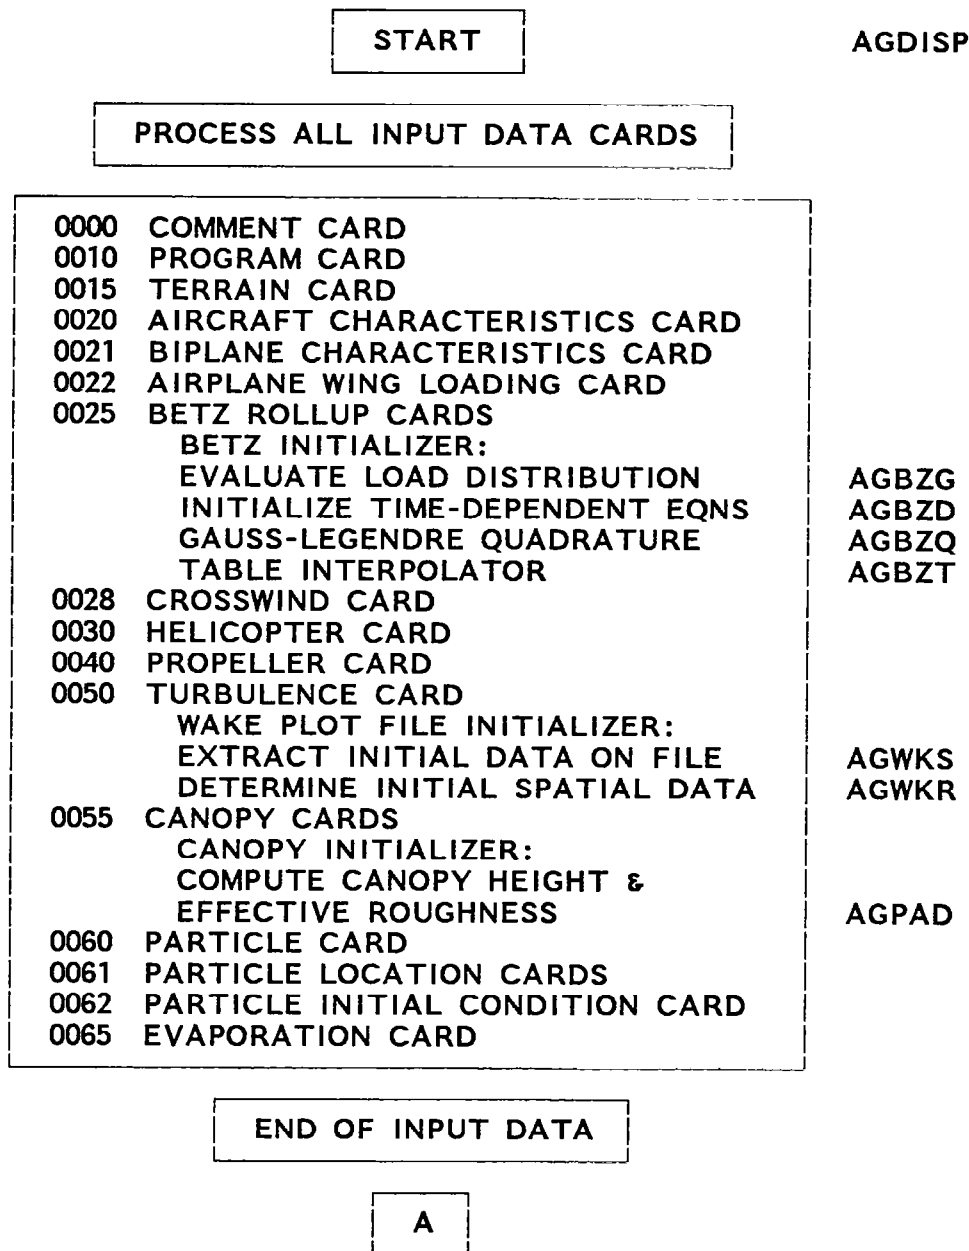 START AGDISP
PROCESS ALL INPUT DATA CARDS
0000 COMMENT CARD
0010 PROGRAM CARD
0015 TERRAIN CARD
0020 AIRCRAFT CHARACTERISTICS CARD
0021 BIPLANE CHARACTERISTICS CARD
0022 AIRPLANE WING LOADING CARD
0025 BETZ ROLLUP CARDS
BETZ INITIALIZER:
EVALUATE LOAD DISTRIBUTION AGBZG
INITIALIZE TIME-DEPENDENT EQNS AGBZD
GAUSS-LEGENDRE QUADRATURE AGBZQ
TABLE INTERPOLATOR AGBZT
0028 CROSSWIND CARD
0030 HELICOPTER CARD
0040 PROPELLER CARD
0050 TURBULENCE CARD
WAKE PLOT FILE INITIALIZER:
EXTRACT INITIAL DATA ON FILE AGWKS
DETERMINE INITIAL SPATIAL DATA AGWKR
0055 CANOPY CARDS
CANOPY INITIALIZER:
COMPUTE CANOPY HEIGHT &
EFFECTIVE ROUGHNESS AGPAD
0060 PARTICLE CARD
0061 PARTICLE LOCATION CARDS
0062 PARTICLE INITIAL CONDITION CARD
0065 EVAPORATION CARD
END OF INPUT DATA
A